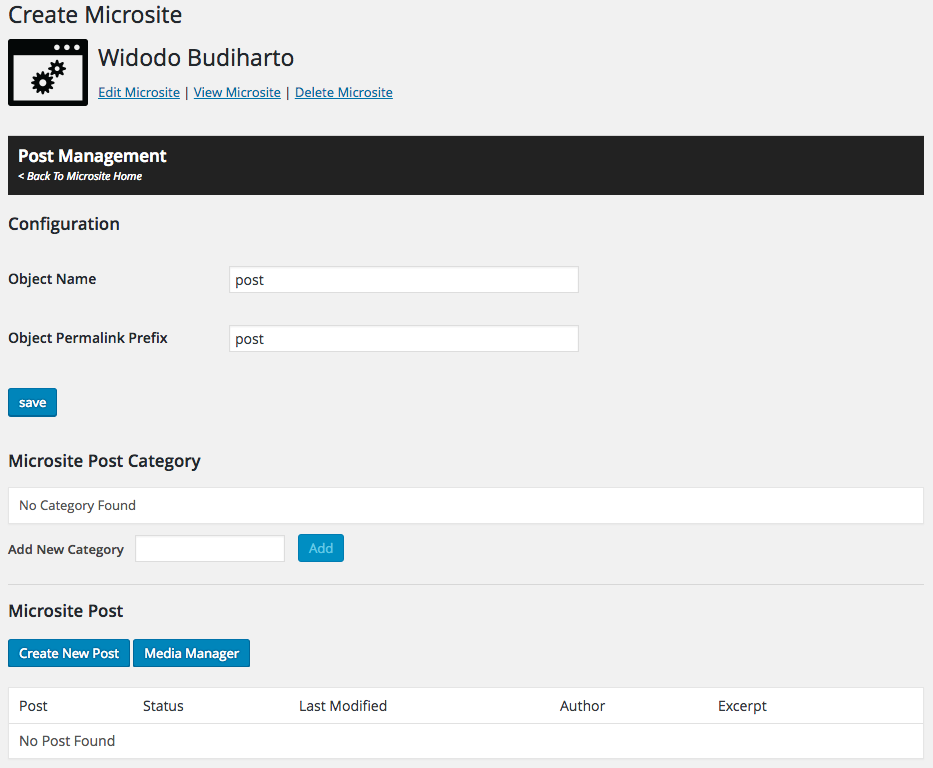 Create Microsite
Widodo Budiharto
Edit Microsite | View Microsite | Delete Microsite
Post Management
< Back To Microsite Home
Configuration
Object Name post
Object Permalink Prefix post
save
Microsite Post Category
No Category Found
Add New Category Add
Microsite Post
Create New Post Media Manager
Post Status Last Modified Author Excerpt
No Post Found